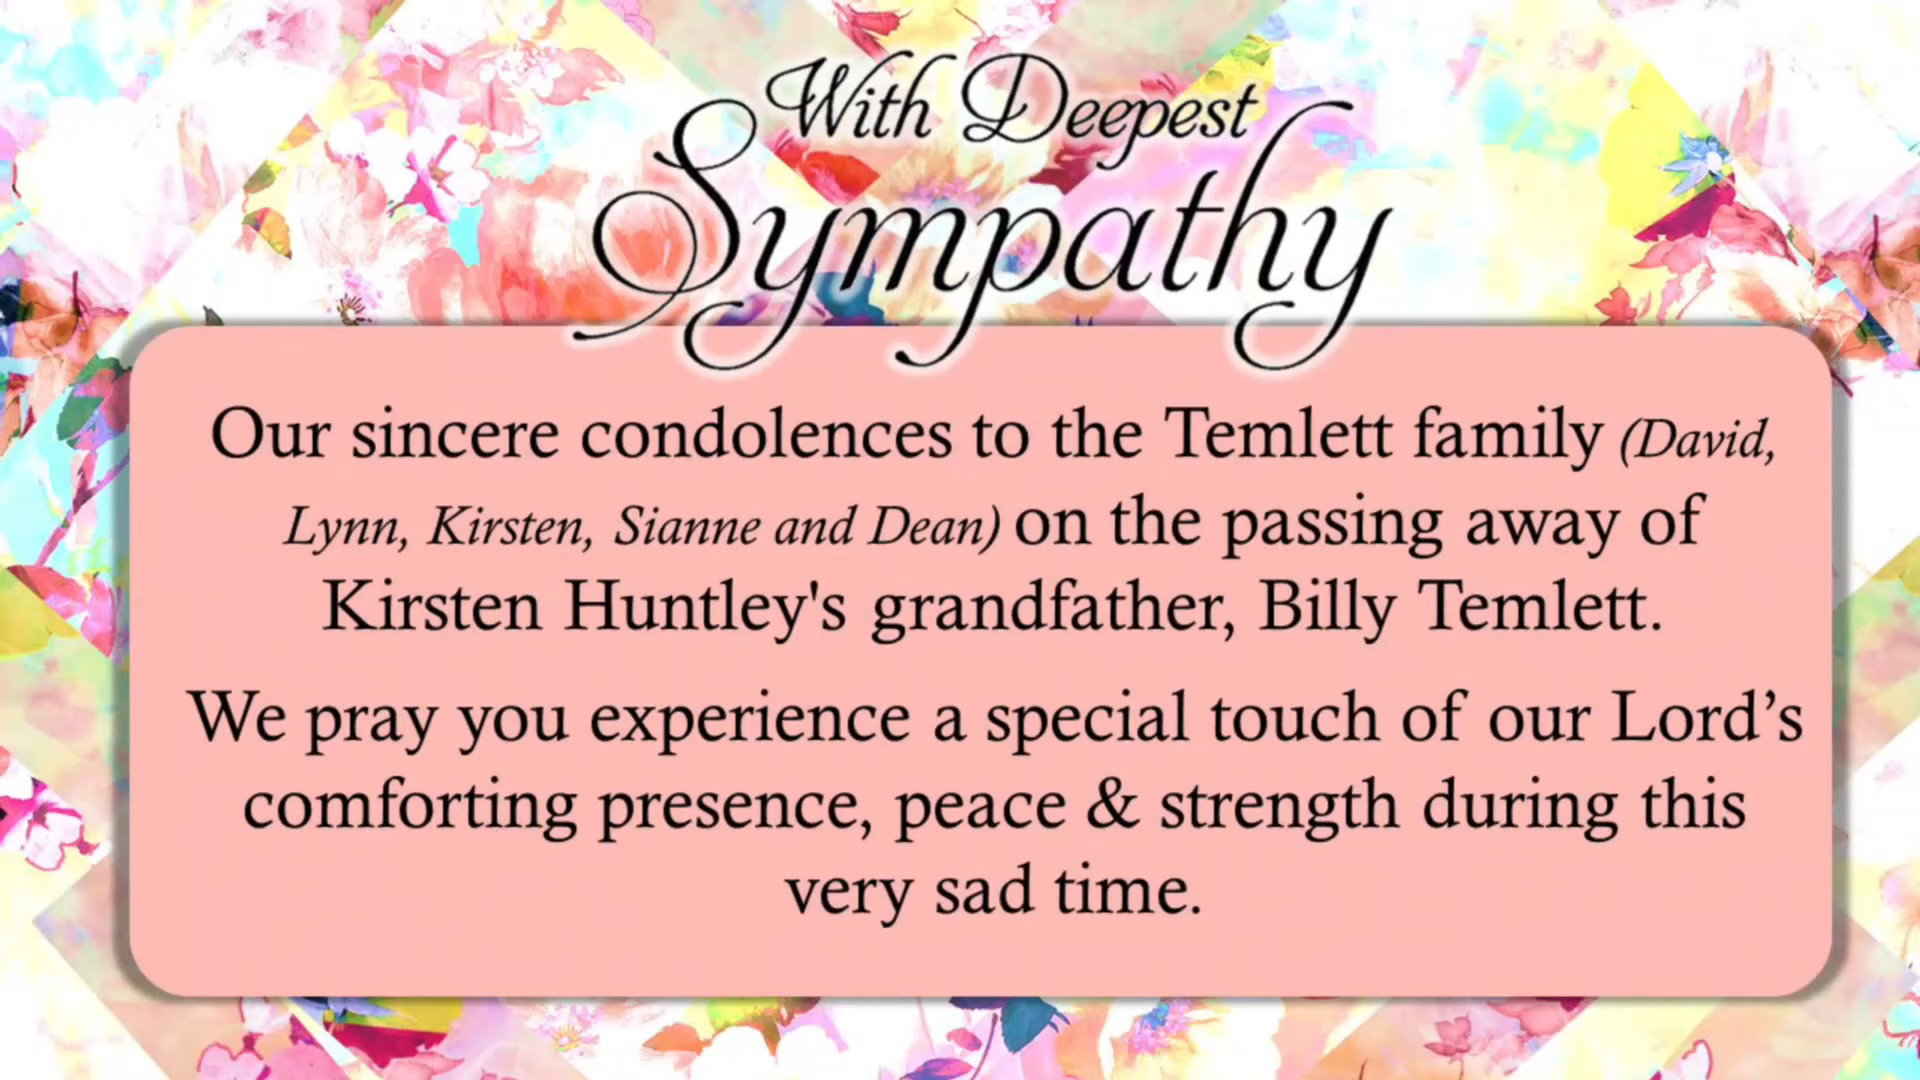 With Deepest
Sympathy
Our sincere condolences to the Temlett family (David,
Lynn, Kirsten, Sianne and Dean) on the passing away of
Kirsten Huntley's grandfather, Billy Temlett.
We pray you experience a special touch of our Lord’s
comforting presence, peace & strength during this
very sad time.